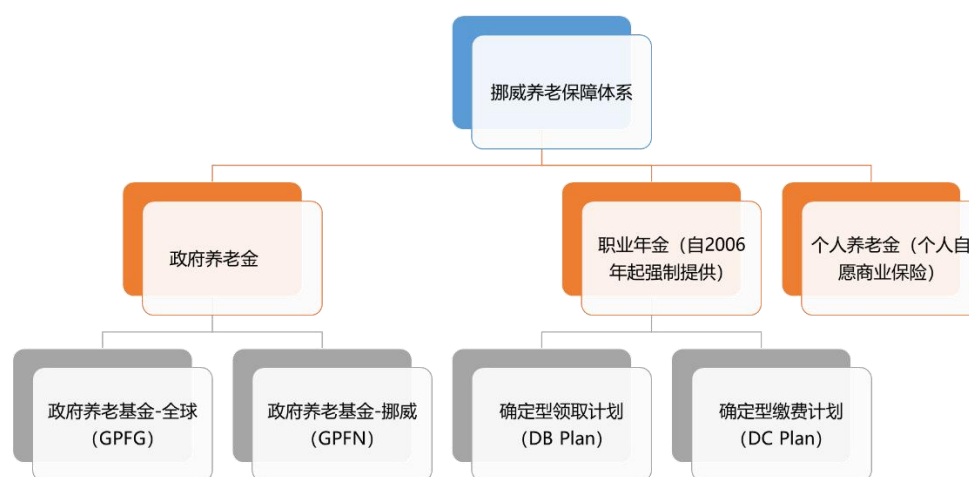 挪威养老保障体系
政府养老金
职业年金（自2006
年起强制提供）
个人养老金（个人自
愿商业保险）
政府养老基金-全球
（GPFG）
政府养老基金-挪威
（GPFN）
确定型领取计划
（DB Plan）
确定型缴费计划
（DC Plan）